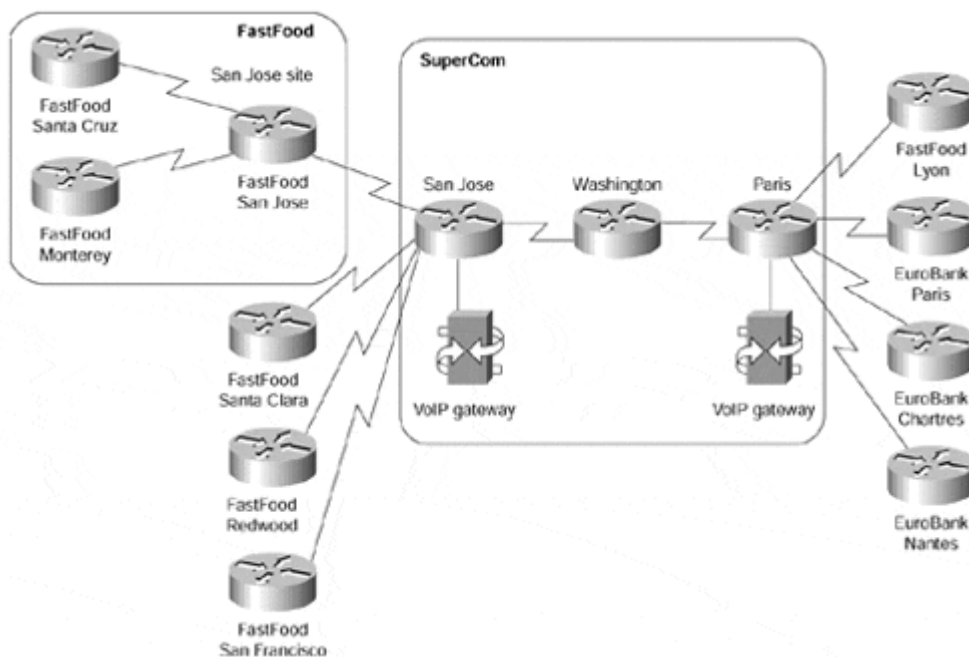 FastFood
San Jose site
FastFood
Santa Cruz
FastFood
San Jose
FastFood
Monterey
SuperCom
San Jose
Washington
Paris
VoIP gateway
VoIP gateway
FastFood
Santa Clara
FastFood
Redwood
FastFood
San Francisco
FastFood
Lyon
EuroBank
Paris
EuroBank
Chartres
EuroBank
Nantes